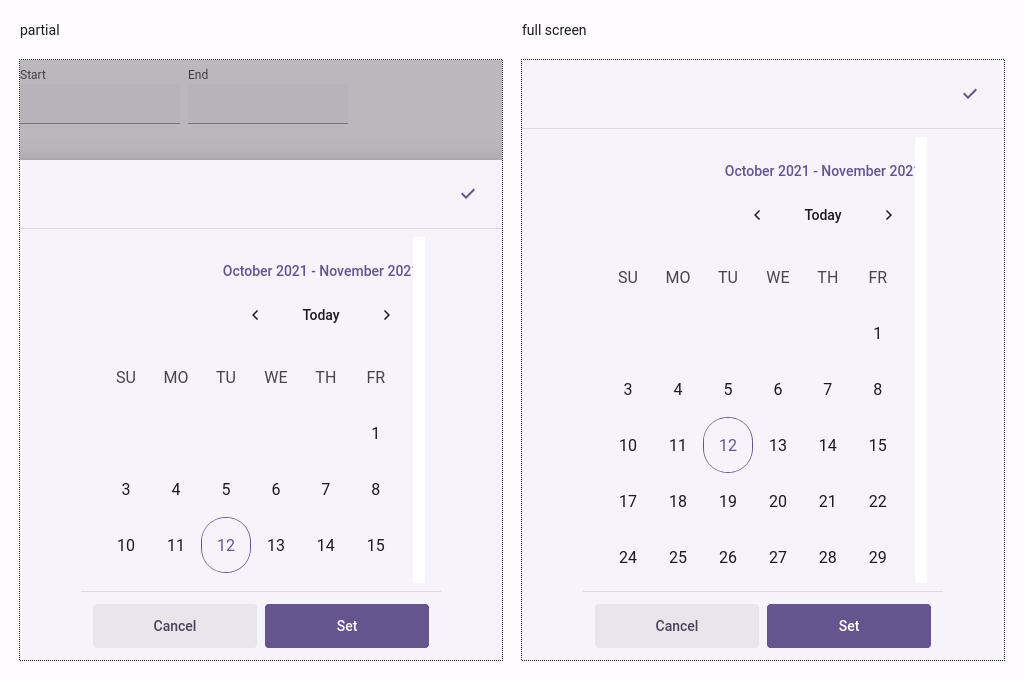 partial
Start End
October 2021 - November 202
Today
SU MO TU WE TH FR
1
3 4 5 6 7 8
10 11 12 13 14 15
Cancel Set
full screen
October 2021 - November 202
Today
SU MO TU WE TH FR
1
3 4 5 6 7 8
10 11 12 13 14 15
17 18 19 20 21 22
24 25 26 27 28 29
Cancel Set